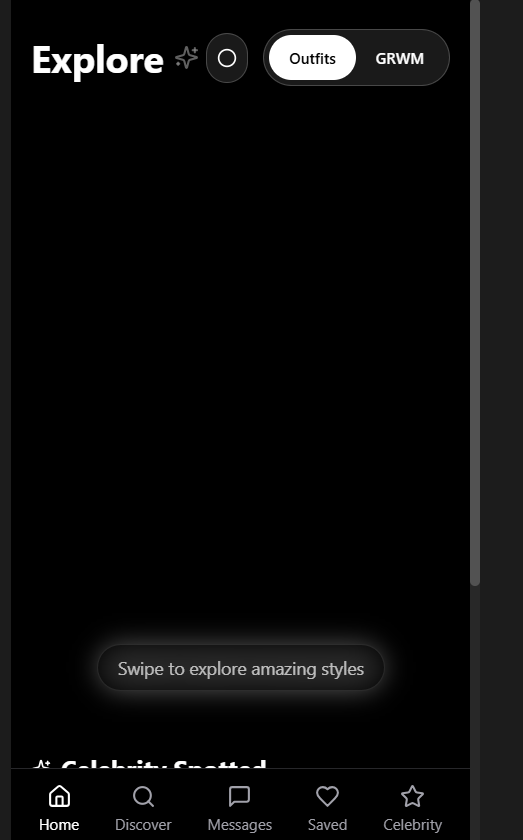 Explore
Outfits
GRWM
Swipe to explore amazing styles
Celebrity Spotted
Home
Discover
Messages
Saved
Celebrity